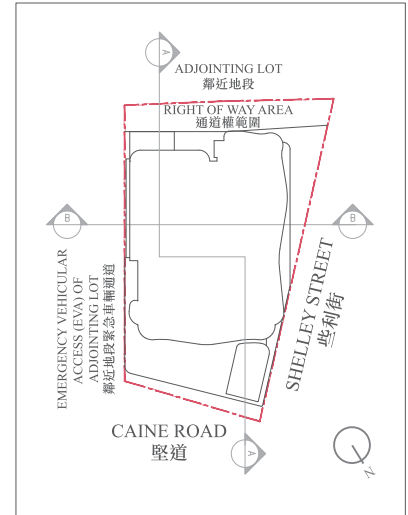 A
ADJOINTING LOT
鄰近地段
RIGHT OF WAY AREA
通道權範圍
B
B
EMERGENCY VEHICULAR
ACCESS (EVA) OF
ADJOINTING LOT
鄰近地段緊急車輛通道
SHELLEY STREET
些利街
CAINE ROAD
堅道
A
N